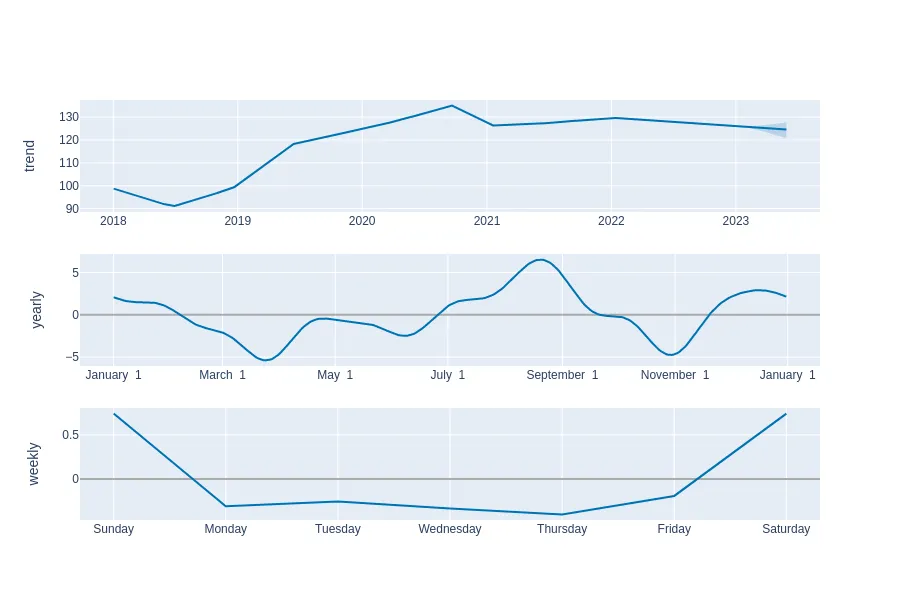 trend
130
120
110
100
90
2018 2019 2020 2021 2022 2023
yearly
5
0
−5
January 1 March 1 May 1 July 1 September 1 November 1 January 1
weekly
0.5
0
Sunday Monday Tuesday Wednesday Thursday Friday Saturday